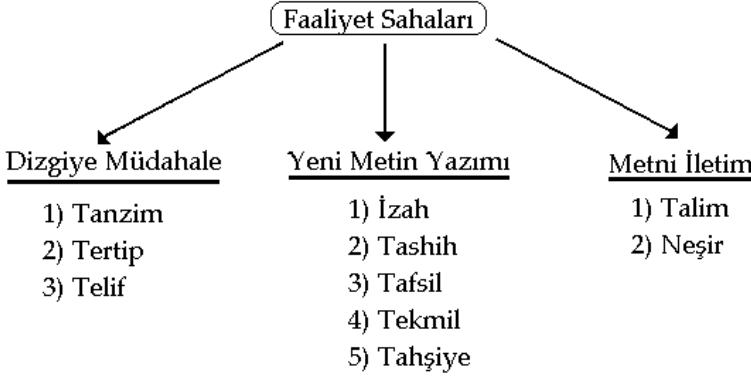 Faaliyet Sahaları
Dizgiye Müdahale
1) Tanzim
2) Tertip
3) Telif
Yeni Metin Yazımı
1) İzah
2) Tashih
3) Tafsil
4) Tekmil
5) Tahşiye
Metni İletim
1) Talim
2) Neşir